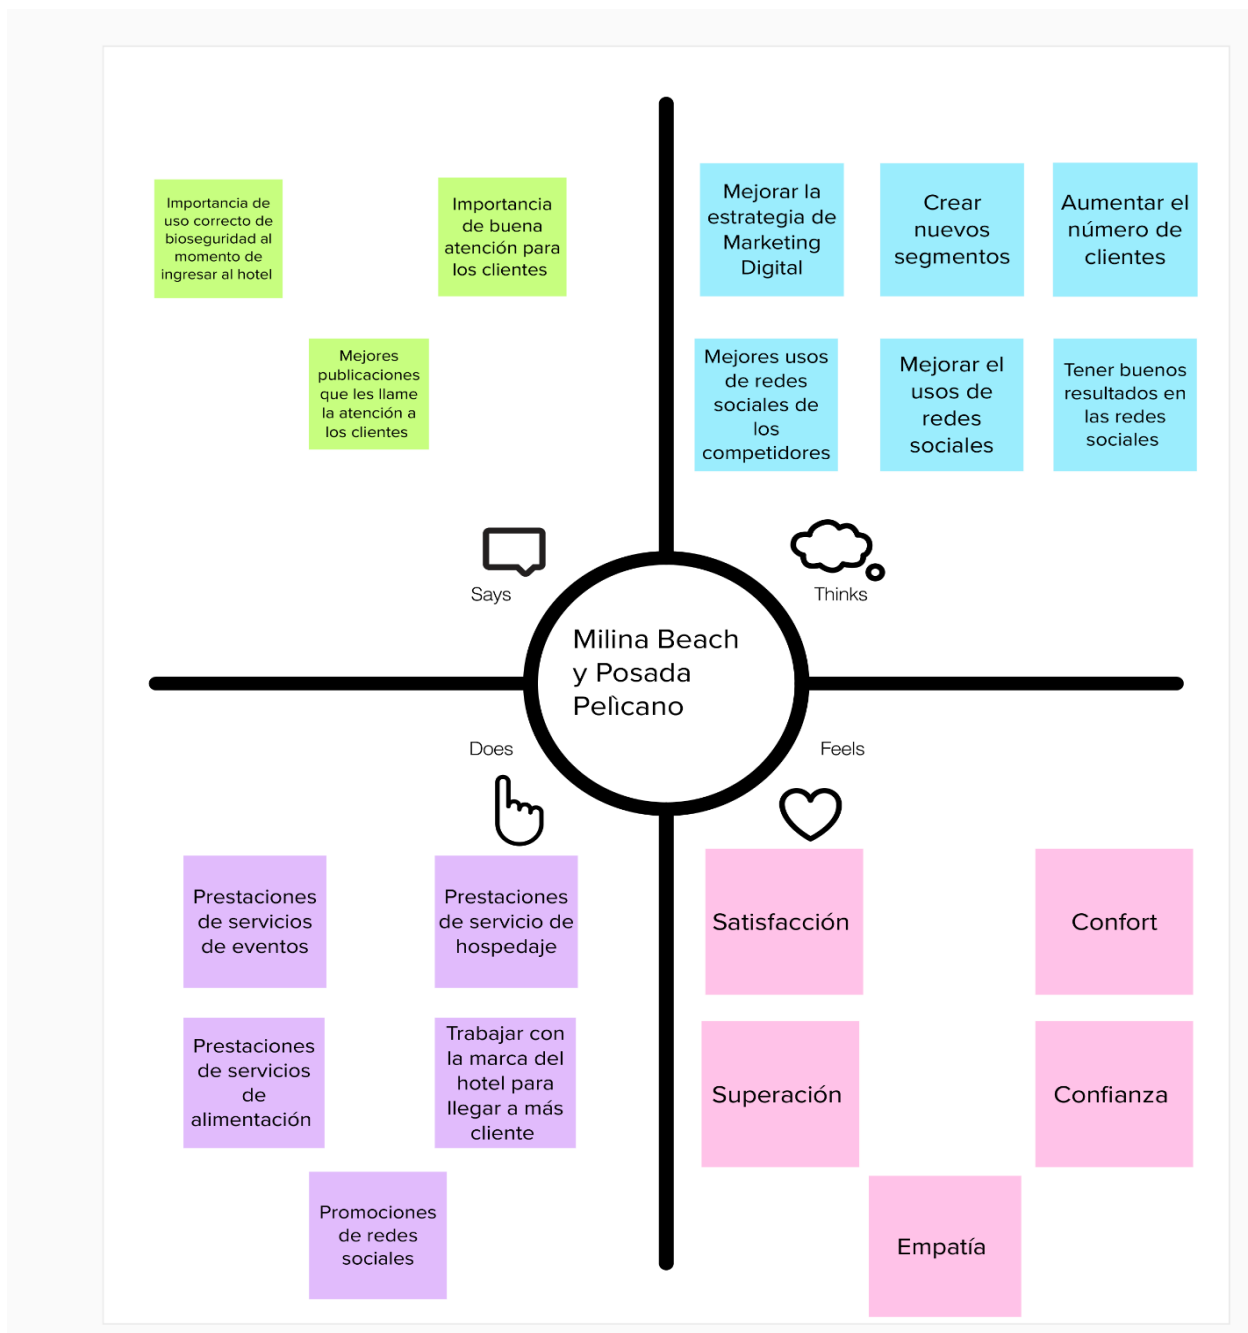 Importancia de
uso correcto de
bioseguridad al
momento de
ingresar al hotel
Importancia
de buena
atención para
los clientes
Mejores
publicaciones
que les llame
la atención a
los clientes
Says
Mejorar la
estrategia de
Marketing
Digital
Crear
nuevos
segmentos
Aumentar el
número de
clientes
Mejores usos
de redes
sociales de
los
competidores
Mejorar el
usos de
redes
sociales
Tener buenos
resultados en
las redes
sociales
Thinks
Milina Beach
y Posada
Pelìcano
Does
Prestaciones
de servicios
de eventos
Prestaciones
de servicio de
hospedaje
Prestaciones
de servicios
de
alimentación
Trabajar con
la marca del
hotel para
llegar a más
cliente
Promociones
de redes
sociales
Feels
Satisfacción
Confort
Superación
Confianza
Empatía